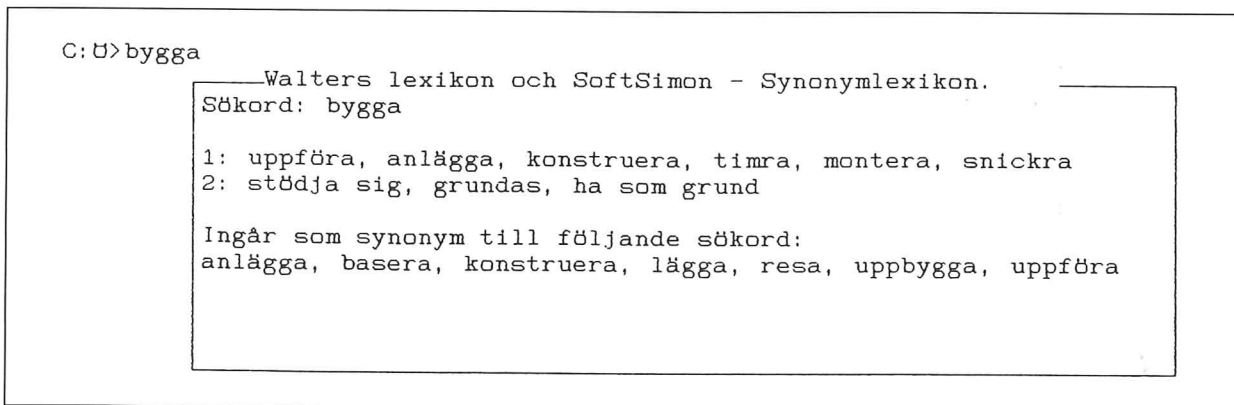 C:Ö>bygga
Walters lexikon och SoftSimon - Synonymlexikon.
Sökord: bygga
1: uppföra, anlägga, konstruera, timra, montera, snickra
2: stödja sig, grundas, ha som grund
Ingår som synonym till följande sökord:
anlägga, basera, konstruera, lägga, resa, uppbygga, uppföra